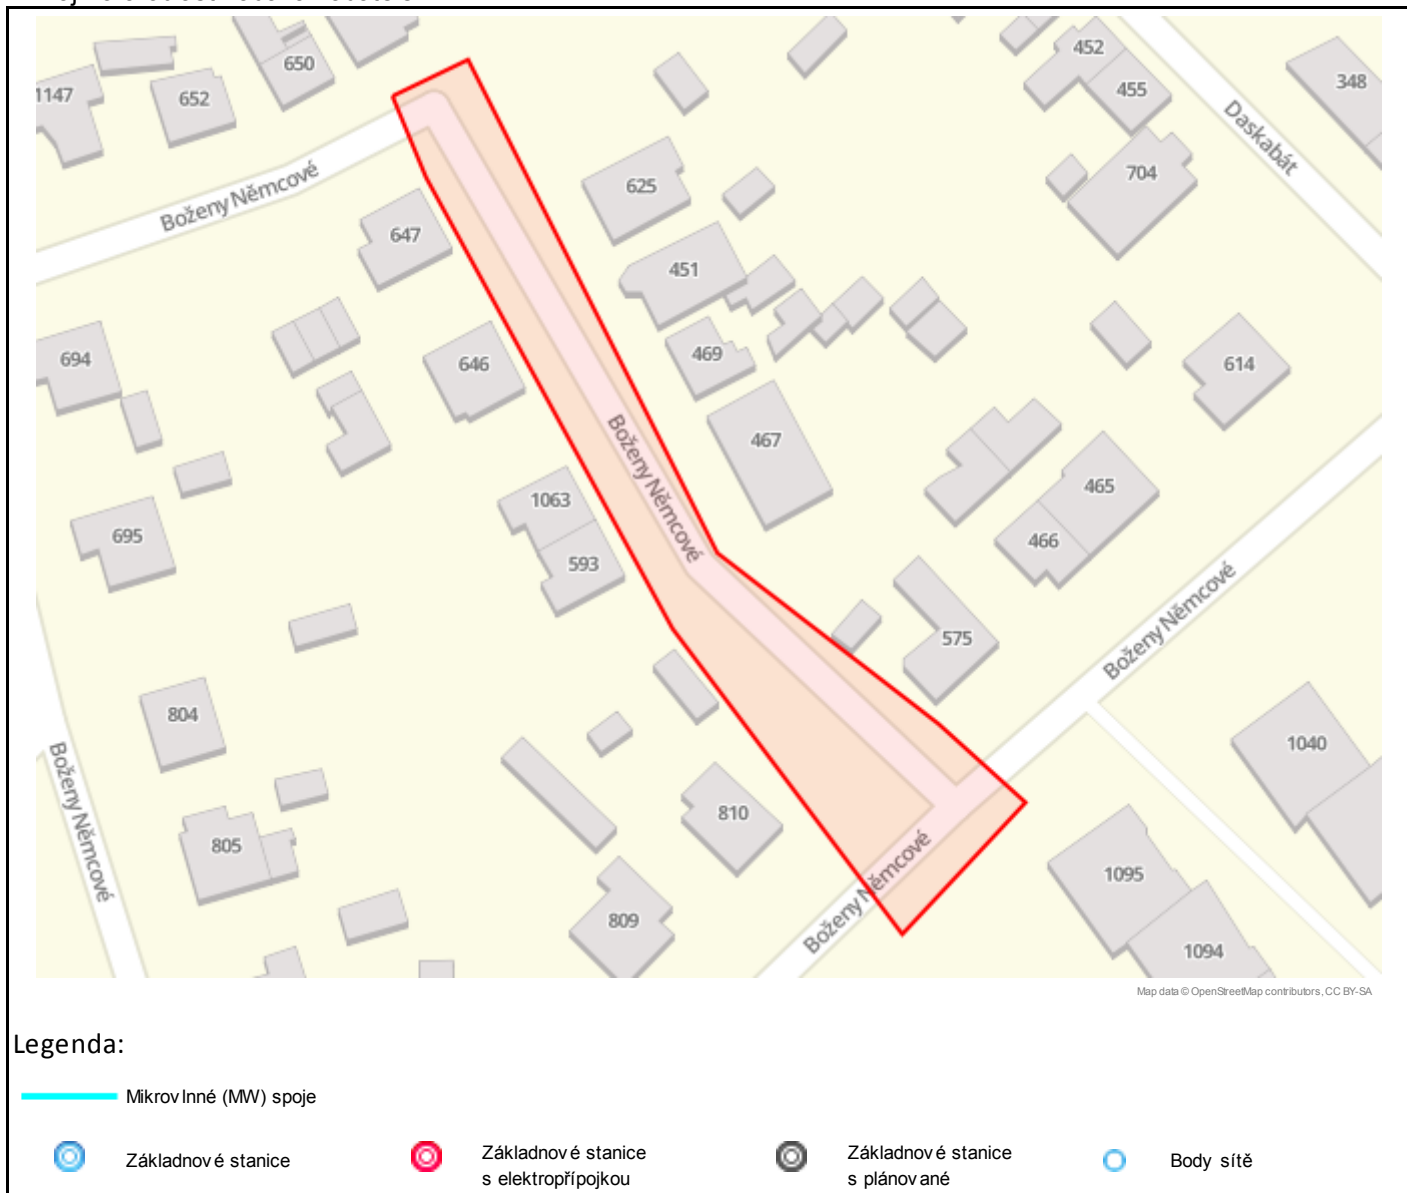 650
452
1147
652
455
348
Daskabát
704
Boženy Němcové
625
647
451
694
646
469
614
467
Boženy Němcové
465
1063
695
466
593
Boženy Němcové
575
804
1040
Boženy Němcové
810
805
Boženy Němcové
1095
809
1094
Map data © OpenStreetMap contributors, CC BY-SA
Legenda:
Mikrovlnné (MW) spoje
Základnové stanice
Základnové stanice
s elektropřípojkou
Základnové stanice
s plánované
Body sítě